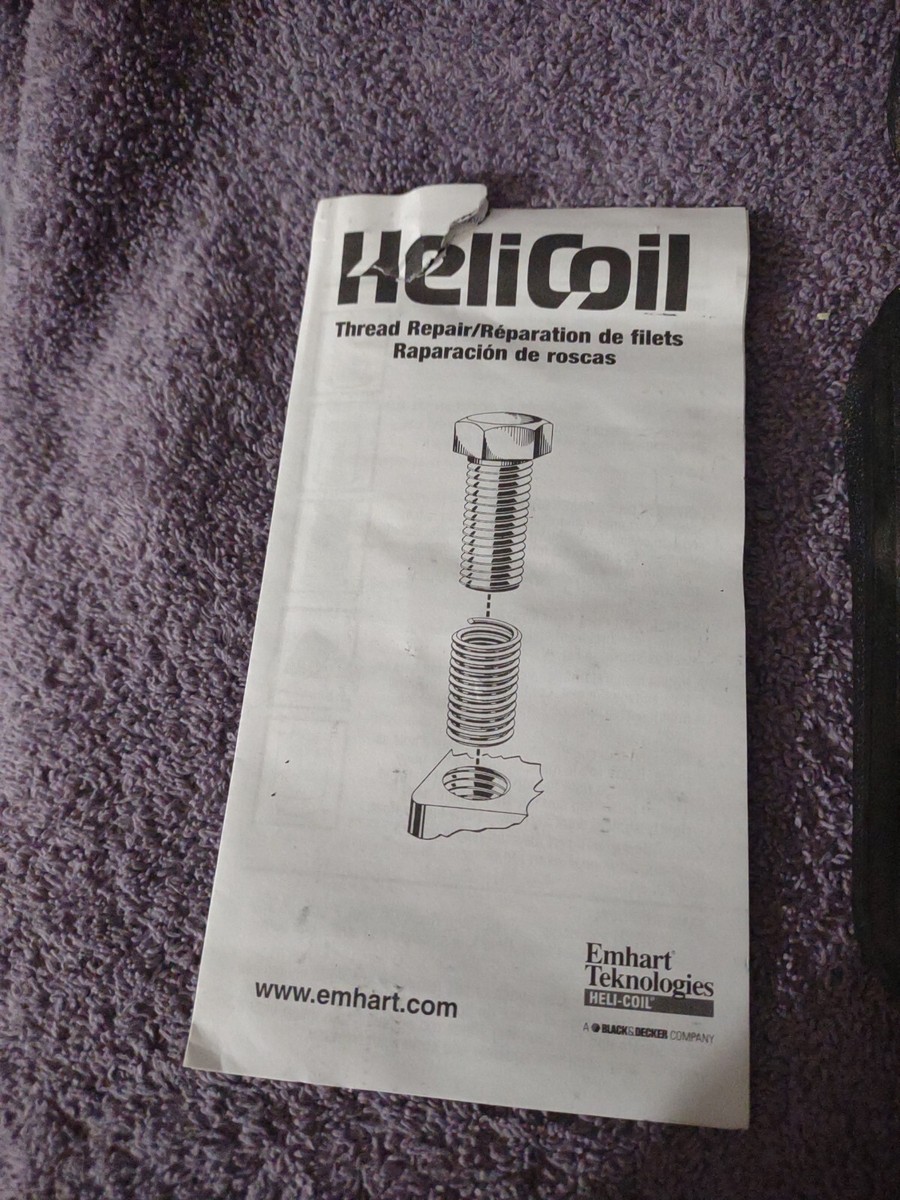 HeliCoil
Thread Repair/Réparation de filets
Raparación de roscas
www.emhart.com
Emhart®
Teknologies
HELI-COIL®
A BLACK&DECKER COMPANY